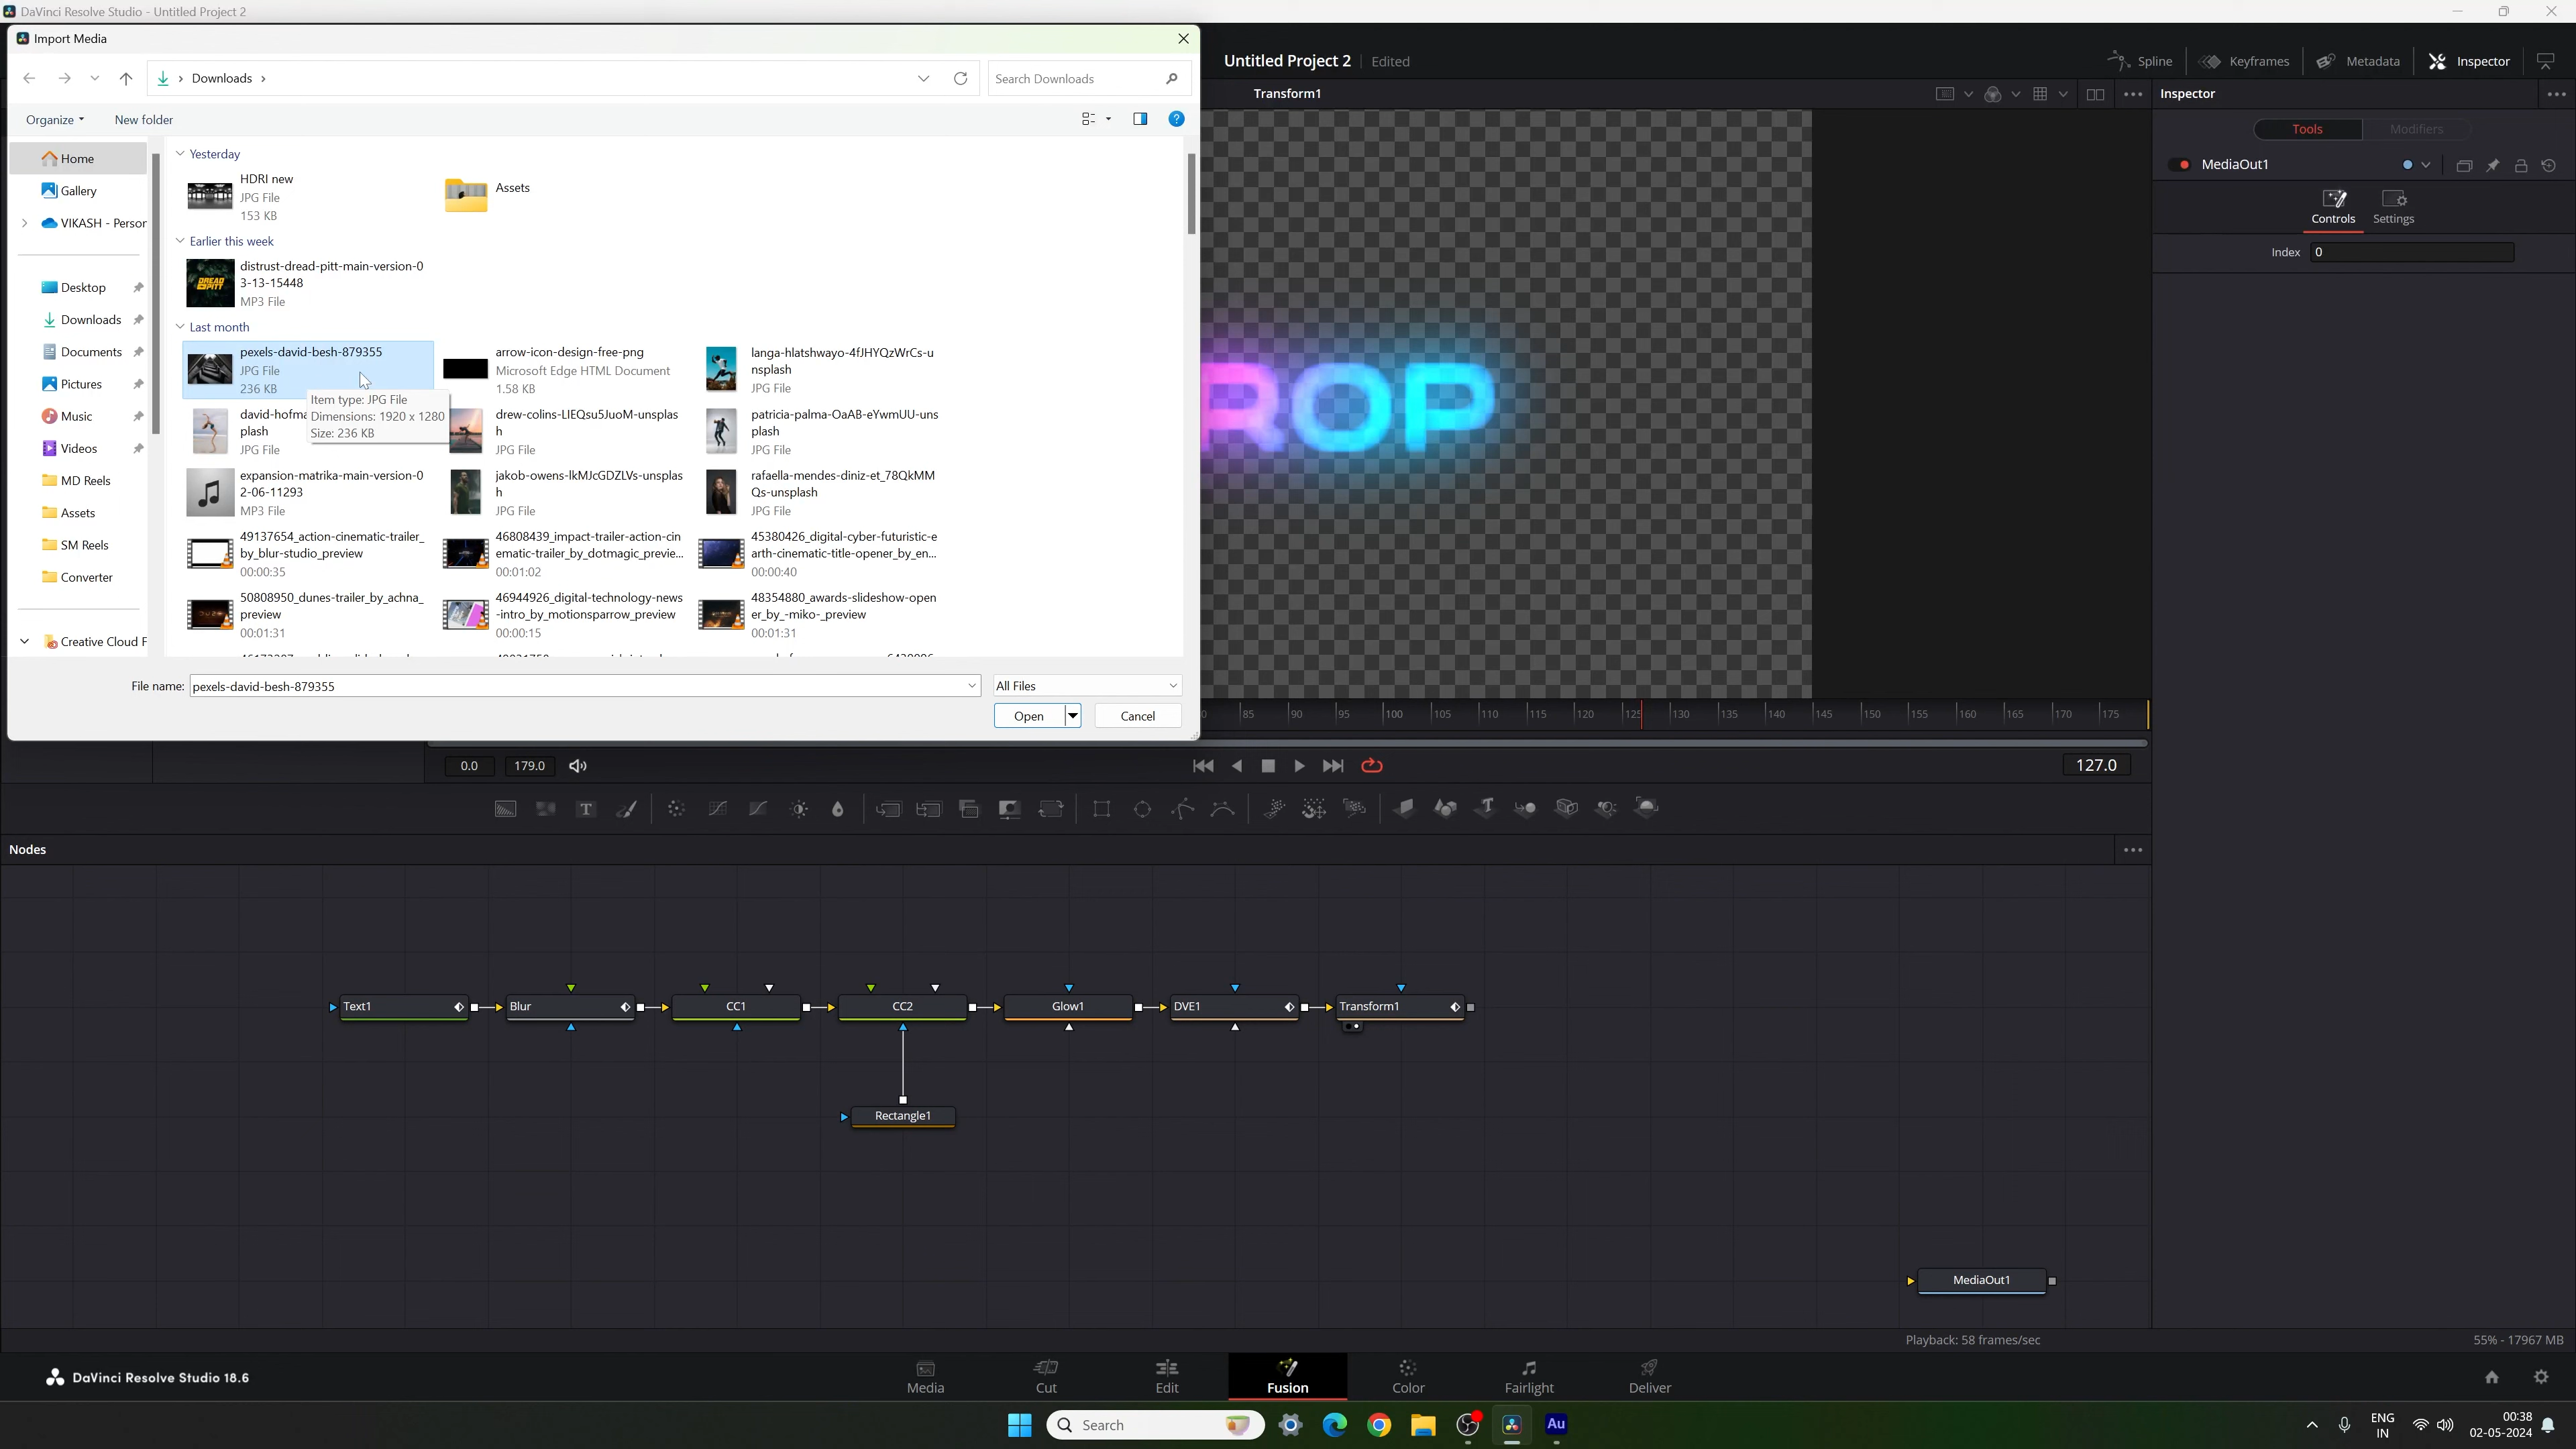 DaVinci Resolve Studio - Untitled Project 2
Import Media
Downloads
Search Downloads
Organize
New folder
Home
Gallery
VIKASH - Person
Desktop
Downloads
Documents
Pictures
Music
Videos
MD Reels
Assets
SM Reels
Converter
Creative Cloud F
Yesterday
HDRI new
JPG File
153 KB
Assets
Earlier this week
distrust-dread-pitt-main-version-0
3-13-15448
MP3 File
Last month
pexels-david-besh-879355
JPG File
236 KB
arrow-icon-design-free-png
Microsoft Edge HTML Document
1.58 KB
langa-hlatshwayo-4fJHYQzWrCs-u
nsplash
JPG File
Item type: JPG File
Dimensions: 1920 x 1280
Size: 236 KB
david-hofma
plash
JPG File
drew-colins-LIEQsu5JuoM-unsplas
h
JPG File
patricia-palma-OaAB-eYwmUU-uns
plash
JPG File
expansion-matrika-main-version-0
2-06-11293
MP3 File
jakob-owens-lkMJcGDZLVs-unsplas
h
JPG File
rafaella-mendes-diniz-et_78QkMM
Qs-unsplash
JPG File
49137654_action-cinematic-trailer_
by_blur-studio_preview
00:00:35
46808439_impact-trailer-action-cin
ematic-trailer_by_dotmagic_previe...
00:01:02
45380426_digital-cyber-futuristic-e
arth-cinematic-title-opener_by_en...
00:00:40
50808950_dunes-trailer_by_achna_
preview
00:01:31
46944926_digital-technology-news
-intro_by_motionsparrow_preview
00:00:15
48354880_awards-slideshow-open
er_by_-miko-_preview
00:01:31
File name:
pexels-david-besh-879355
All Files
Open
Cancel
Untitled Project 2 | Edited
Spline
Keyframes
Metadata
Inspector
Transform1
Inspector
Tools
Modifiers
MediaOut1
Controls
Settings
Index 0
ROP
85 90 95 100 105 110 115 120 125 130 135 140 145 150 155 160 165 170 175
0.0
179.0
127.0
T
Nodes
Text1
Blur
CC1
CC2
Glow1
DVE1
Transform1
Rectangle1
MediaOut1
Playback: 58 frames/sec
55% - 17967 MB
DaVinci Resolve Studio 18.6
Media
Cut
Edit
Fusion
Color
Fairlight
Deliver
Search
Au
ENG
IN
00:38
02-05-2024